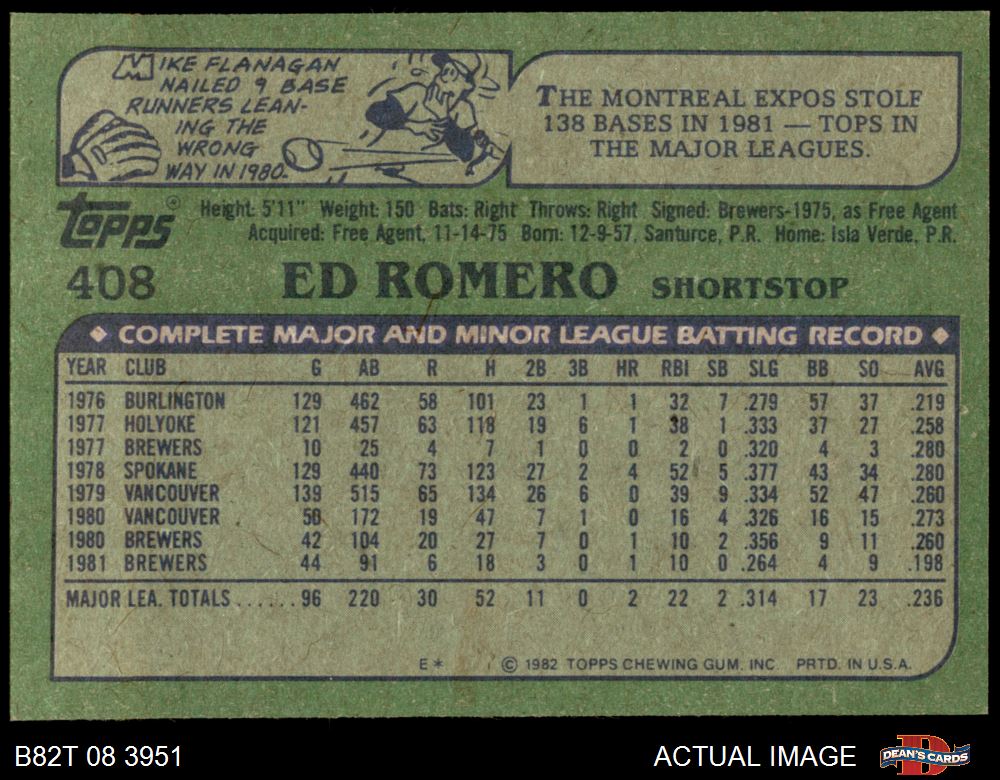 MIKE FLANAGAN
NAILED 9 BASE
RUNNERS LEAN-
ING THE
WRONG
WAY IN 1980.
THE MONTREAL EXPOS STOLE
138 BASES IN 1981 — TOPS IN
THE MAJOR LEAGUES.
TOPPS® Height: 5'11" Weight: 150 Bats: Right Throws: Right Signed: Brewers-1975, as Free Agent
Acquired: Free Agent, 11-14-75 Born: 12-9-57, Santurce, P.R. Home: Isla Verde, P.R.
408 ED ROMERO SHORTSTOP
◆ COMPLETE MAJOR AND MINOR LEAGUE BATTING RECORD ◆
YEAR CLUB G AB R H 2B 3B HR RBI SB SLG BB SO AVG
1976 BURLINGTON 129 462 58 101 23 1 1 32 7 .279 57 37 .219
1977 HOLYOKE 121 457 63 118 19 6 1 38 1 .333 37 27 .258
1977 BREWERS 10 25 4 7 1 0 0 2 0 .320 4 3 .280
1978 SPOKANE 129 440 73 123 27 2 4 52 5 .377 43 34 .280
1979 VANCOUVER 139 515 65 134 26 6 0 39 9 .334 52 47 .260
1980 VANCOUVER 50 172 19 47 7 1 0 16 4 .326 16 15 .273
1980 BREWERS 42 104 20 27 7 0 1 10 2 .356 9 11 .260
1981 BREWERS 44 91 6 18 3 0 1 10 0 .264 4 9 .198
MAJOR LEA. TOTALS ...... 96 220 30 52 11 0 2 22 2 .314 17 23 .236
E* © 1982 TOPPS CHEWING GUM, INC. PRTD. IN U.S.A.
B82T 08 3951 ACTUAL IMAGE D DEAN'S CARDS